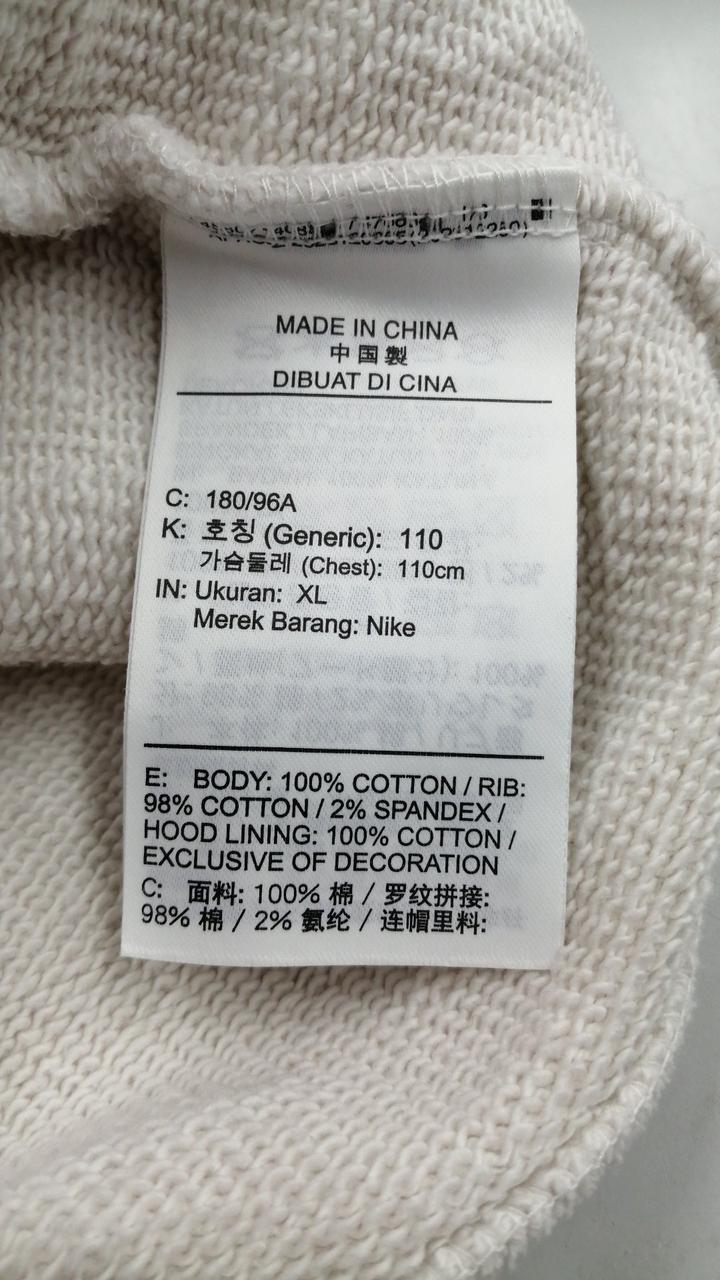 MADE IN CHINA
中国製
DIBUAT DI CINA
C: 180/96A
K: 호칭 (Generic): 110
가슴둘레 (Chest): 110cm
IN: Ukuran: XL
Merek Barang: Nike
E: BODY: 100% COTTON / RIB:
98% COTTON / 2% SPANDEX /
HOOD LINING: 100% COTTON /
EXCLUSIVE OF DECORATION
C: 面料: 100% 棉 / 罗纹拼接:
98% 棉 / 2% 氨纶 / 连帽里料: